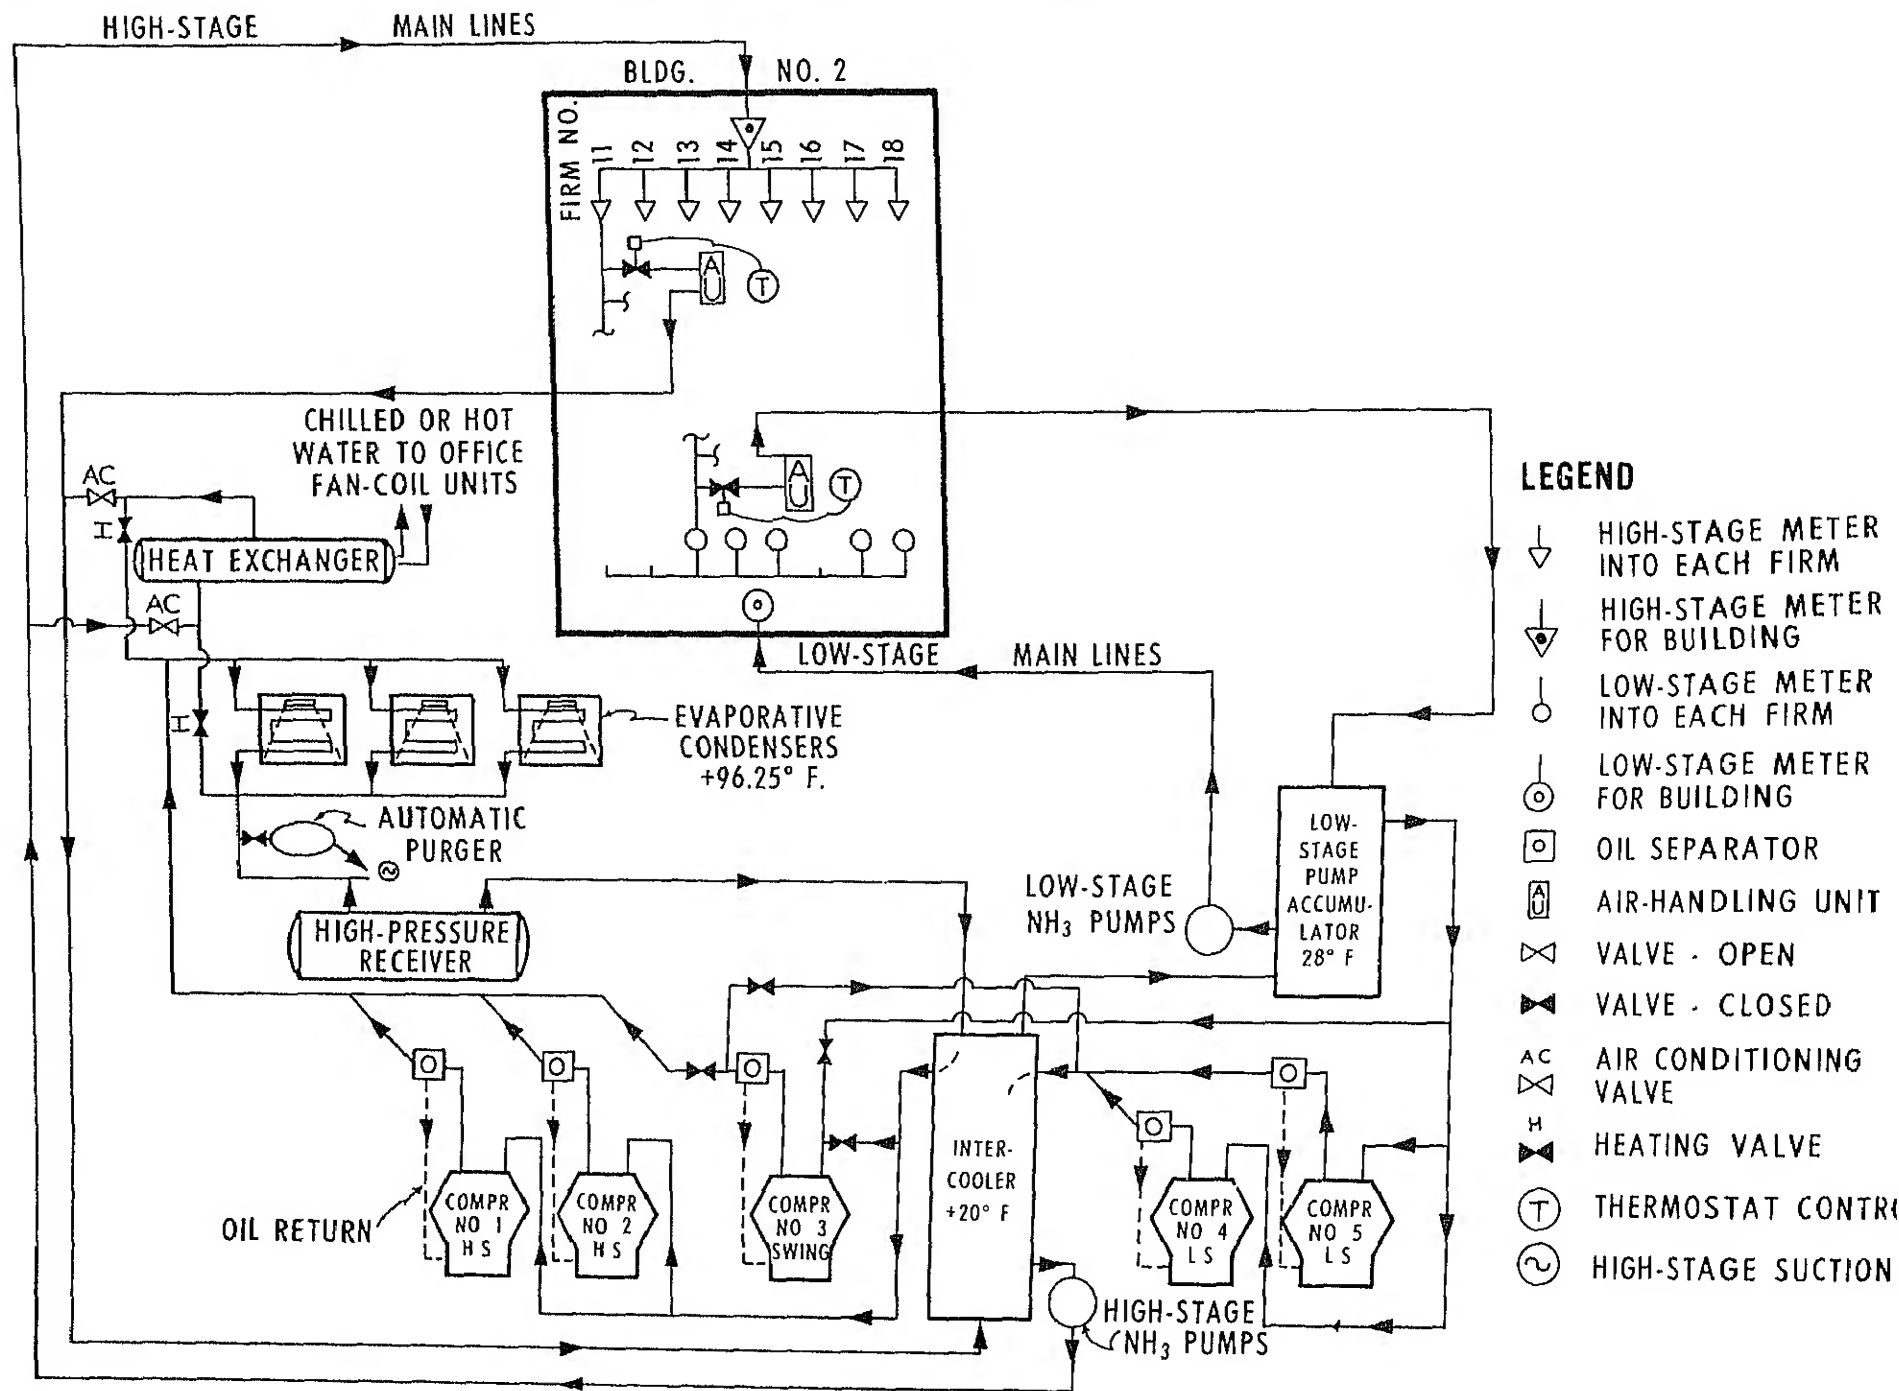 HIGH-STAGE MAIN LINES
BLDG. NO. 2
FIRM NO.
11 12 13 14 15 16 17 18
A
U
T
CHILLED OR HOT
WATER TO OFFICE
FAN-COIL UNITS
AC
H
HEAT EXCHANGER
AC
H
A
U
T
LOW-STAGE MAIN LINES
EVAPORATIVE
CONDENSERS
+96.25° F.
AUTOMATIC
PURGER
HIGH-PRESSURE
RECEIVER
LOW-STAGE
NH₃ PUMPS
LOW-
STAGE
PUMP
ACCUMU-
LATOR
28° F
OIL RETURN
COMPR
NO 1
HS
COMPR
NO 2
HS
COMPR
NO 3
SWING
INTER-
COOLER
+20° F
COMPR
NO 4
LS
COMPR
NO 5
LS
HIGH-STAGE
NH₃ PUMPS
LEGEND
HIGH-STAGE METER
INTO EACH FIRM
HIGH-STAGE METER
FOR BUILDING
LOW-STAGE METER
INTO EACH FIRM
LOW-STAGE METER
FOR BUILDING
OIL SEPARATOR
A
U
AIR-HANDLING UNIT
VALVE - OPEN
VALVE - CLOSED
AC
AIR CONDITIONING
VALVE
H
HEATING VALVE
T THERMOSTAT CONTRO
HIGH-STAGE SUCTION